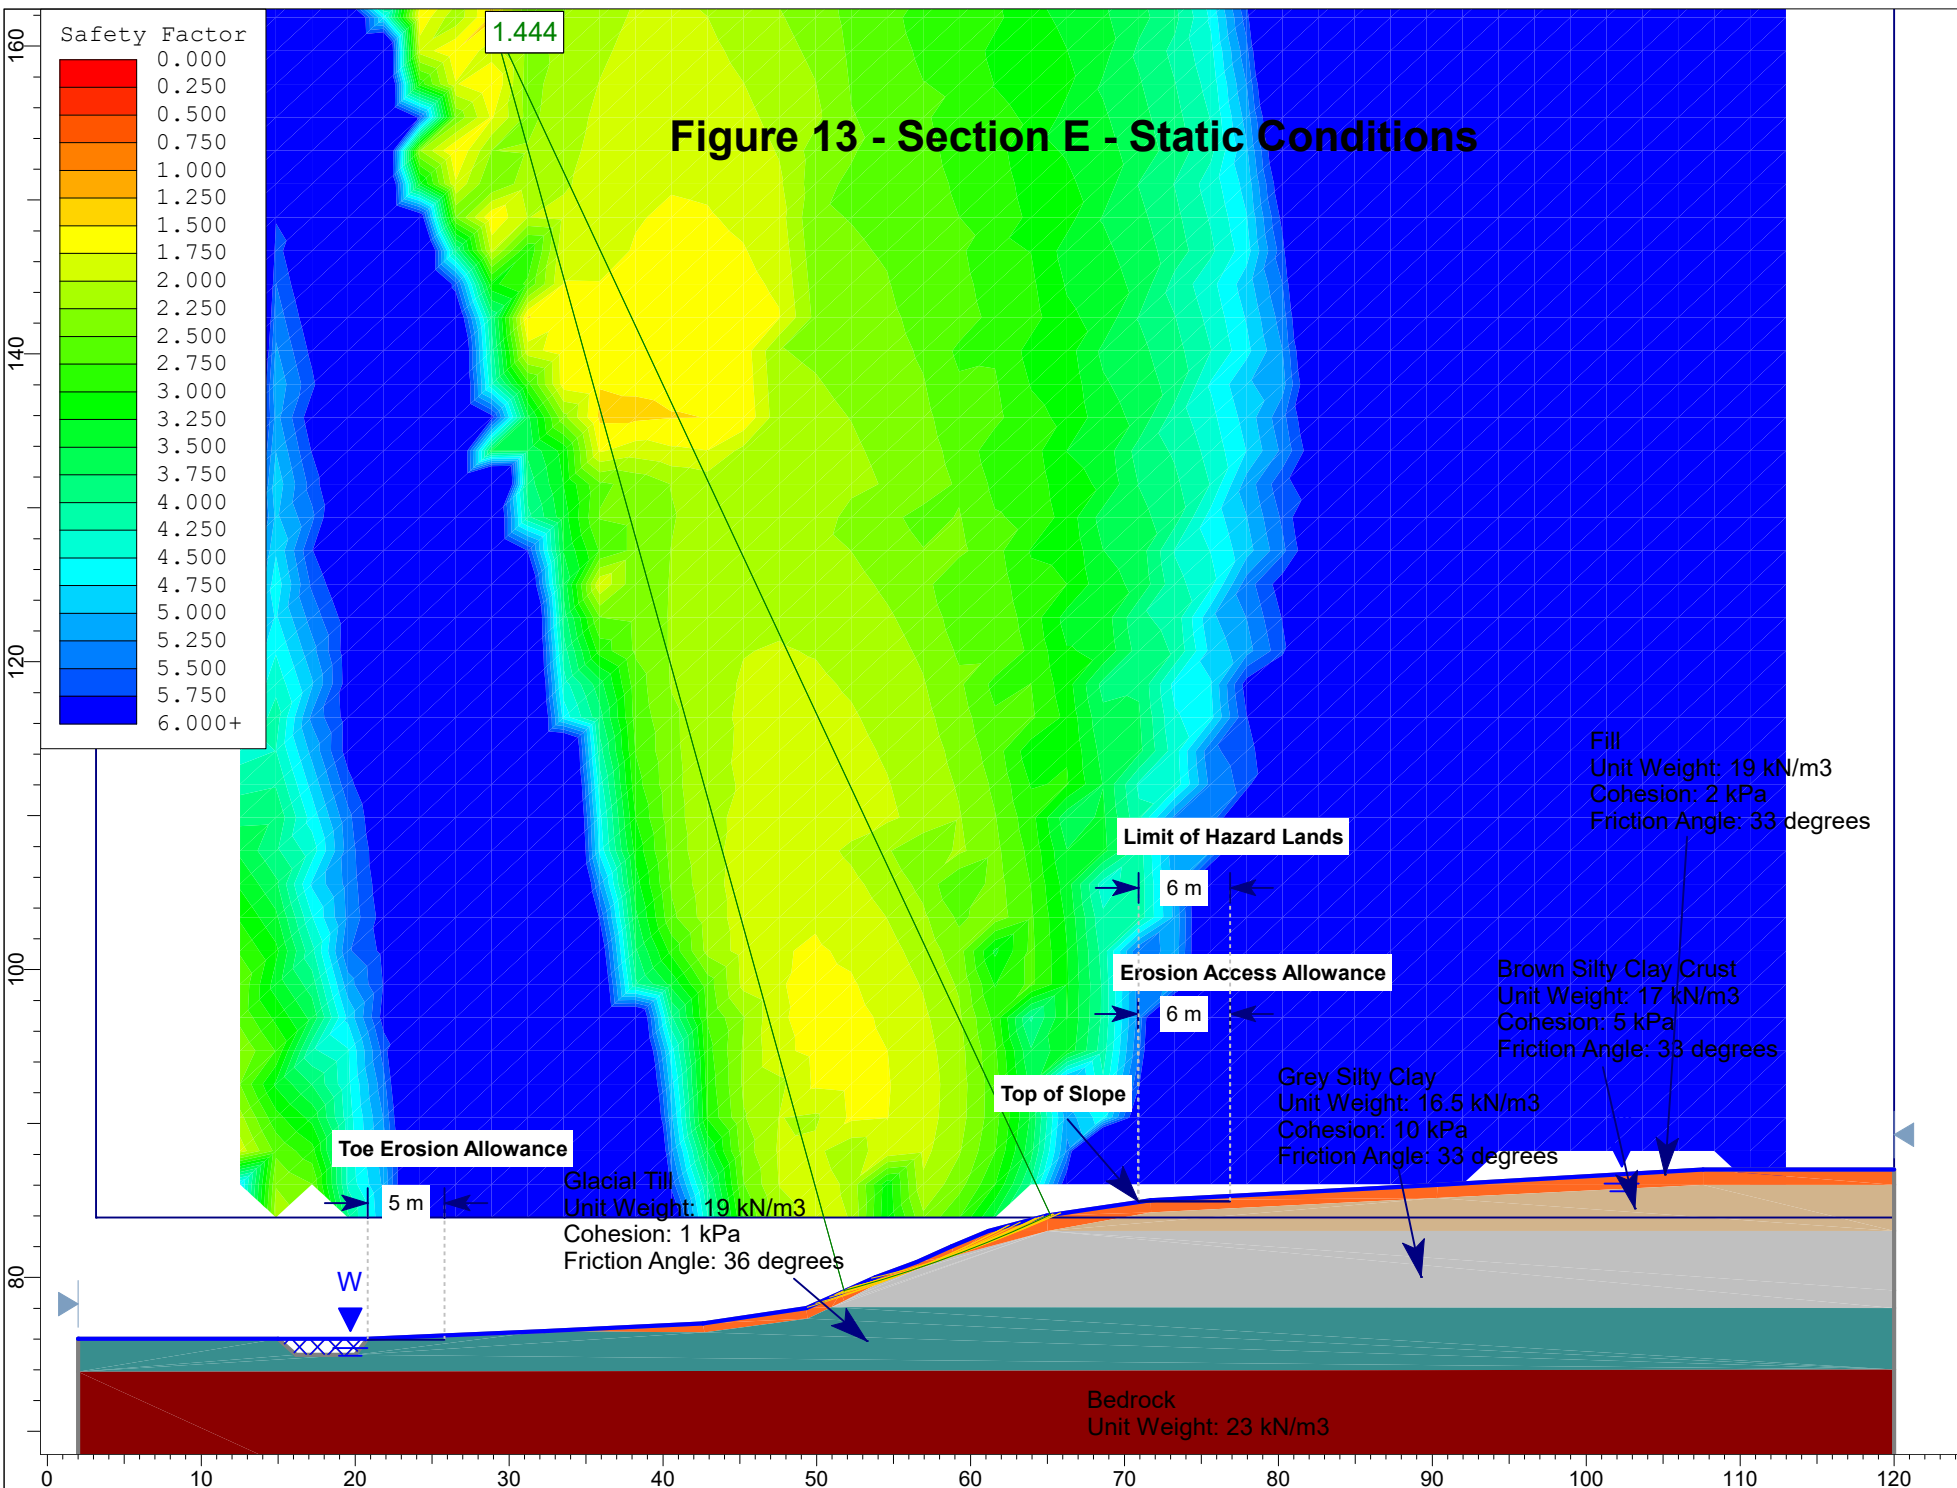 Safety Factor
0.000
0.250
0.500
0.750
1.000
1.250
1.500
1.750
2.000
2.250
2.500
2.750
3.000
3.250
3.500
3.750
4.000
4.250
4.500
4.750
5.000
5.250
5.500
5.750
6.000+
1.444
Figure 13 - Section E - Static Conditions
160
140
120
100
80
Fill
Unit Weight: 19 kN/m3
Cohesion: 2 kPa
Friction Angle: 33 degrees
Limit of Hazard Lands
6 m
Erosion Access Allowance
6 m
Brown Silty Clay Crust
Unit Weight: 17 kN/m3
Cohesion: 5 kPa
Friction Angle: 33 degrees
Grey Silty Clay
Unit Weight: 16.5 kN/m3
Cohesion: 10 kPa
Friction Angle: 33 degrees
Top of Slope
Toe Erosion Allowance
5 m
Glacial Till
Unit Weight: 19 kN/m3
Cohesion: 1 kPa
Friction Angle: 36 degrees
W
Bedrock
Unit Weight: 23 kN/m3
0 10 20 30 40 50 60 70 80 90 100 110 120